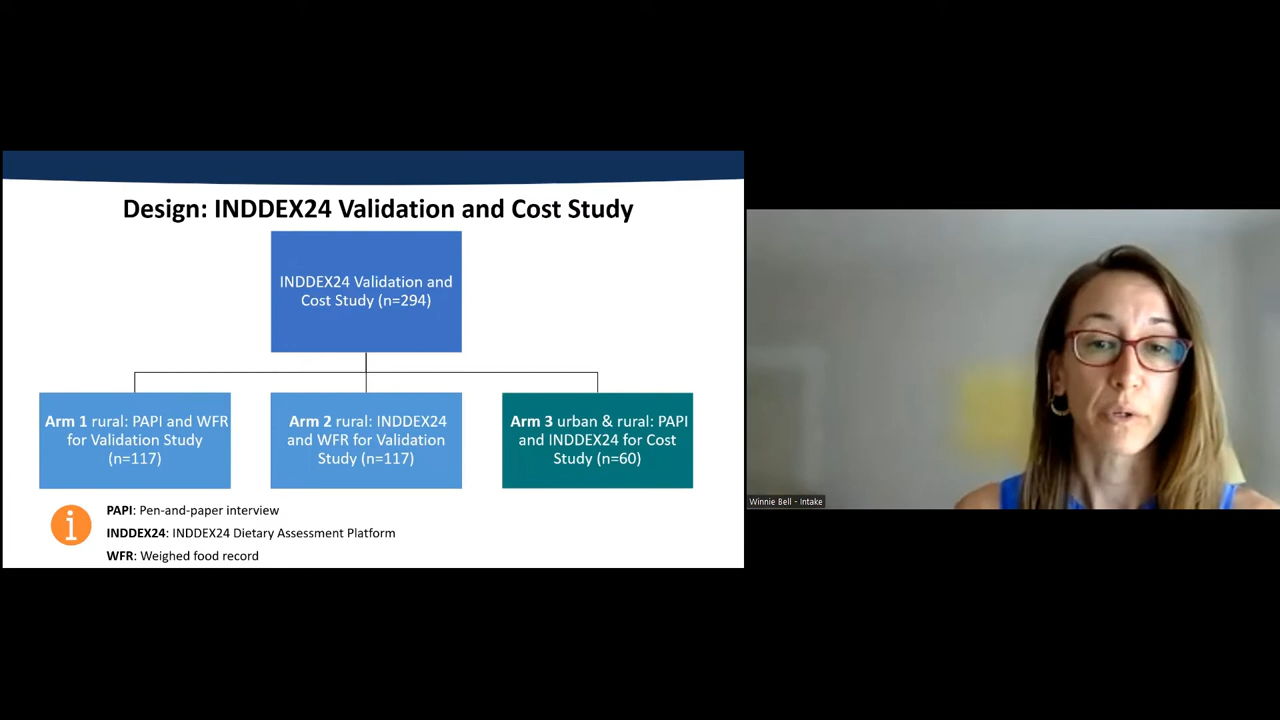 Design: INDDEX24 Validation and Cost Study
INDDEX24 Validation and
Cost Study (n=294)
Arm 1 rural: PAPI and WFR
for Validation Study
(n=117)
Arm 2 rural: INDDEX24
and WFR for Validation
Study (n=117)
Arm 3 urban & rural: PAPI
and INDDEX24 for Cost
Study (n=60)
i
PAPI: Pen-and-paper interview
INDDEX24: INDDEX24 Dietary Assessment Platform
WFR: Weighed food record
Winnie Bell - Intake